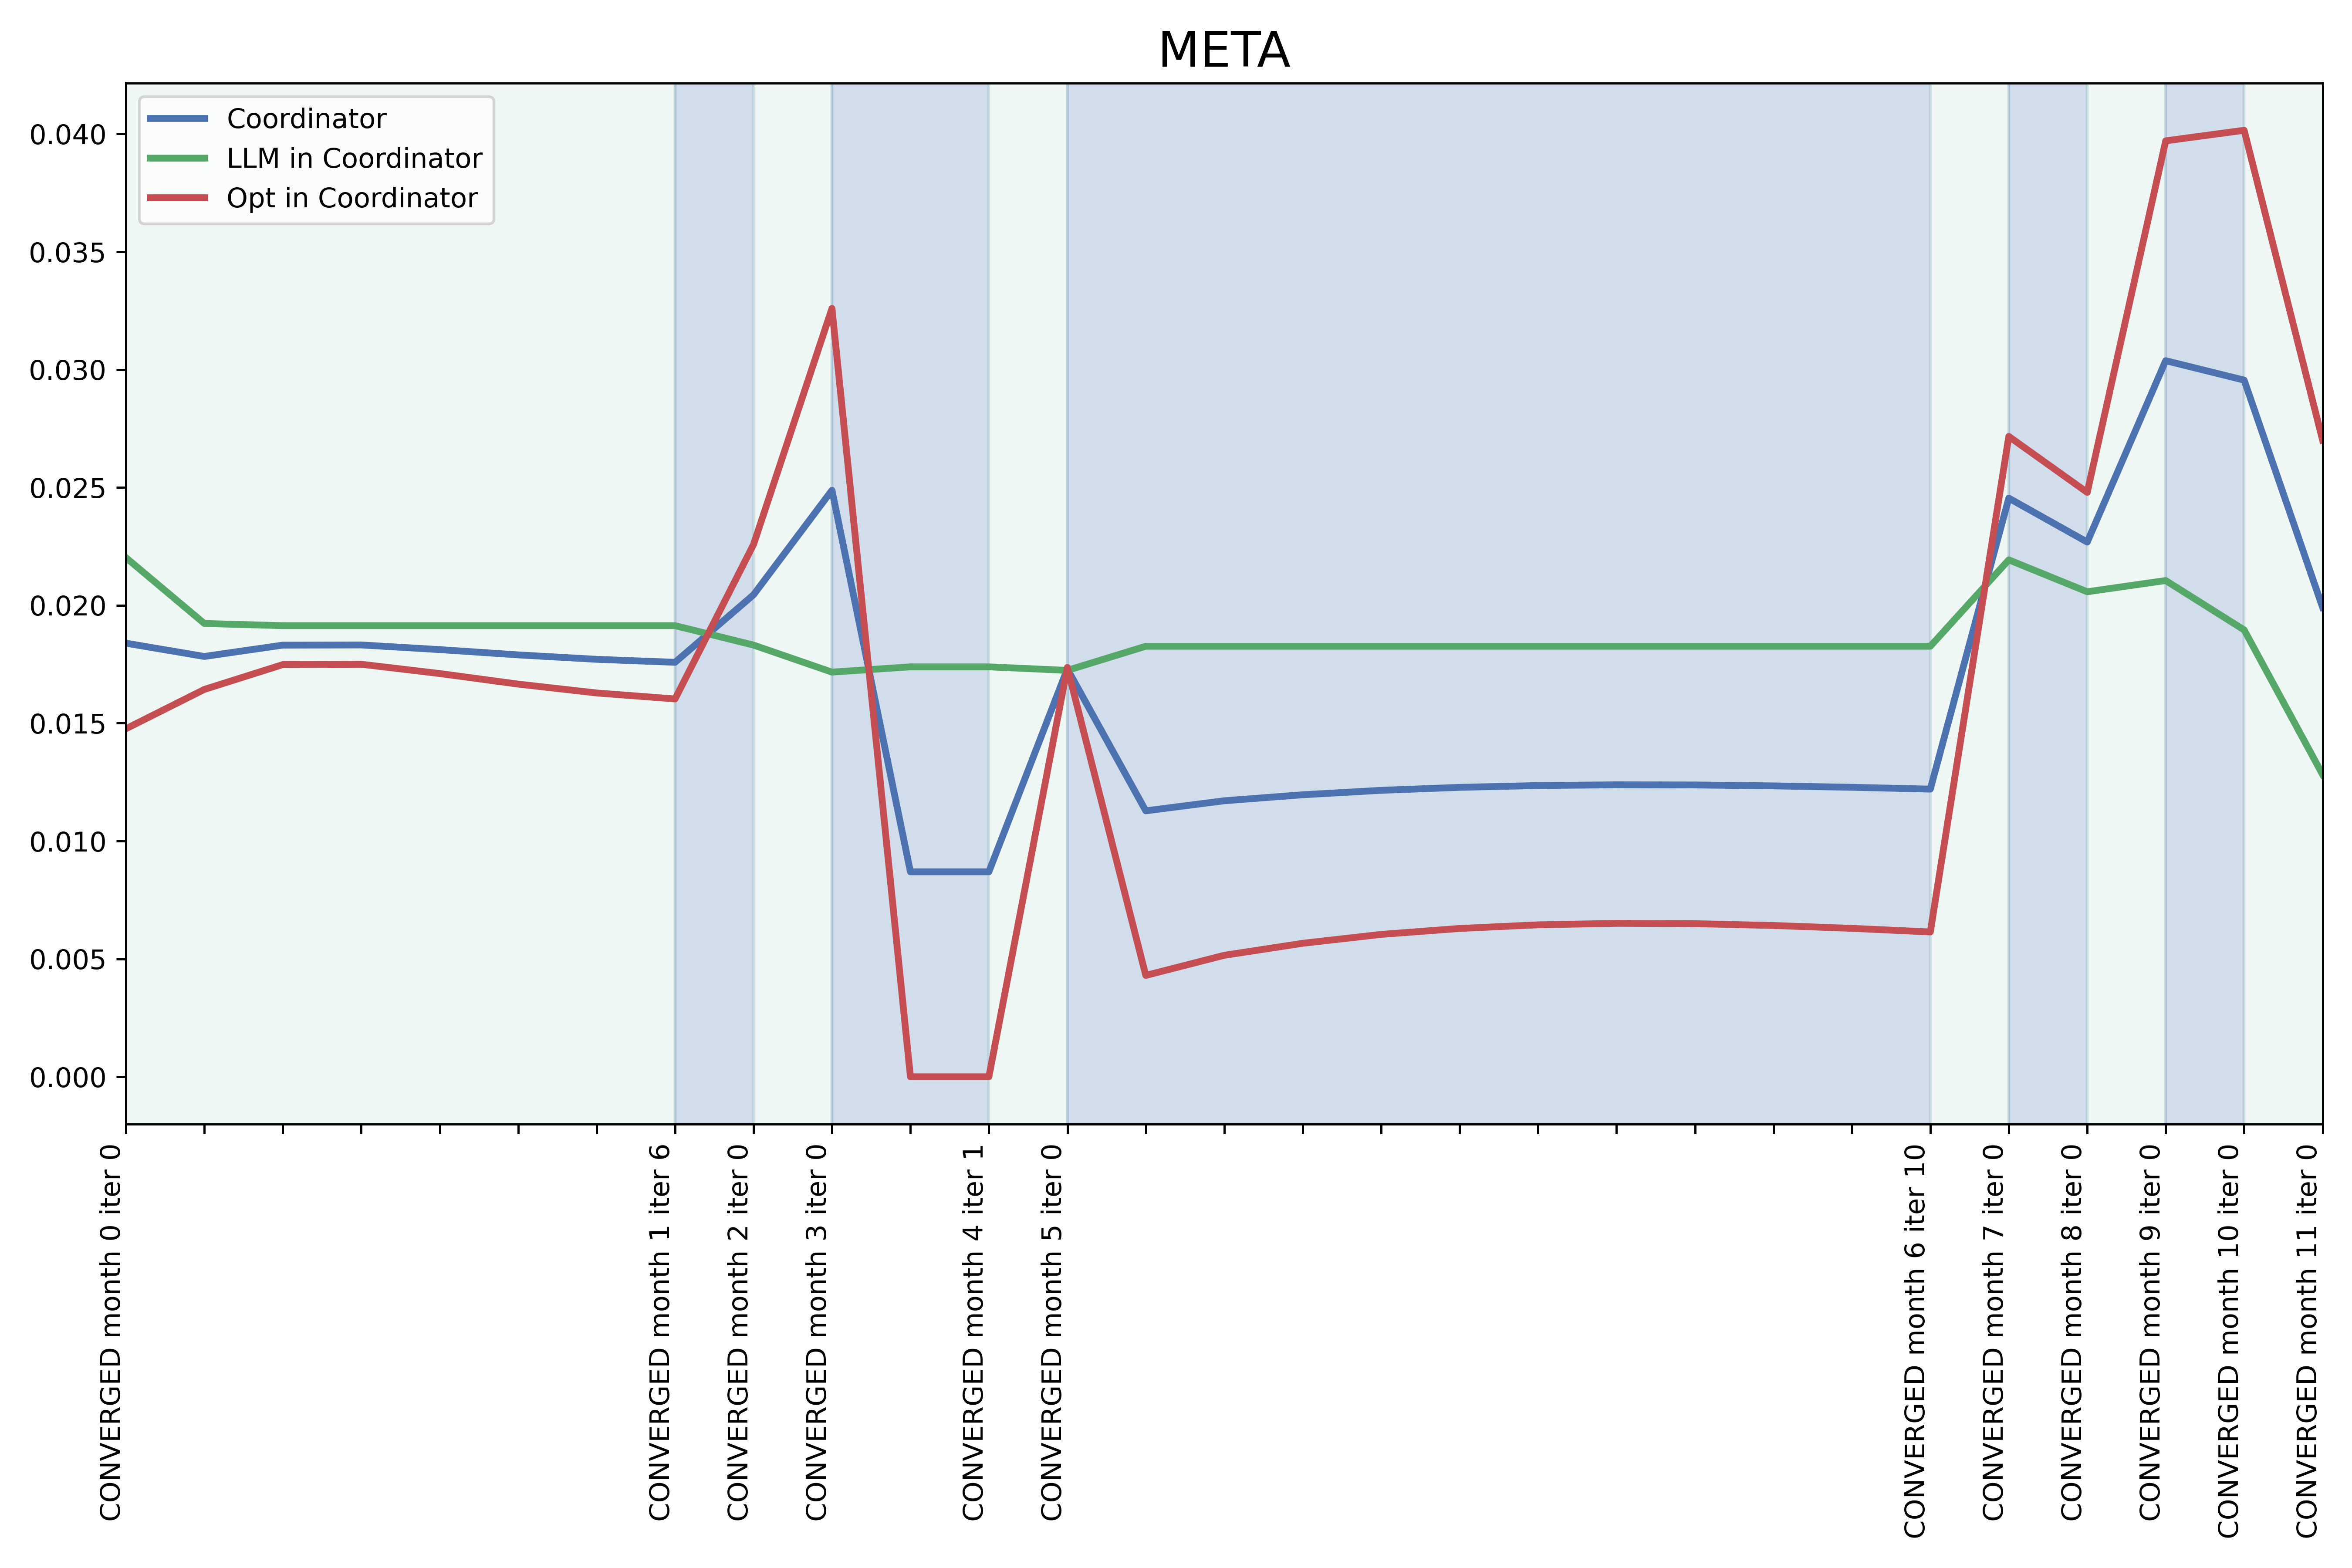 META
Coordinator
LLM in Coordinator
Opt in Coordinator
0.040
0.035
0.030
0.025
0.020
0.015
0.010
0.005
0.000
CONVERGED month 0 iter 0
CONVERGED month 1 iter 6
CONVERGED month 2 iter 0
CONVERGED month 3 iter 0
CONVERGED month 4 iter 1
CONVERGED month 5 iter 0
CONVERGED month 6 iter 10
CONVERGED month 7 iter 0
CONVERGED month 8 iter 0
CONVERGED month 9 iter 0
CONVERGED month 10 iter 0
CONVERGED month 11 iter 0